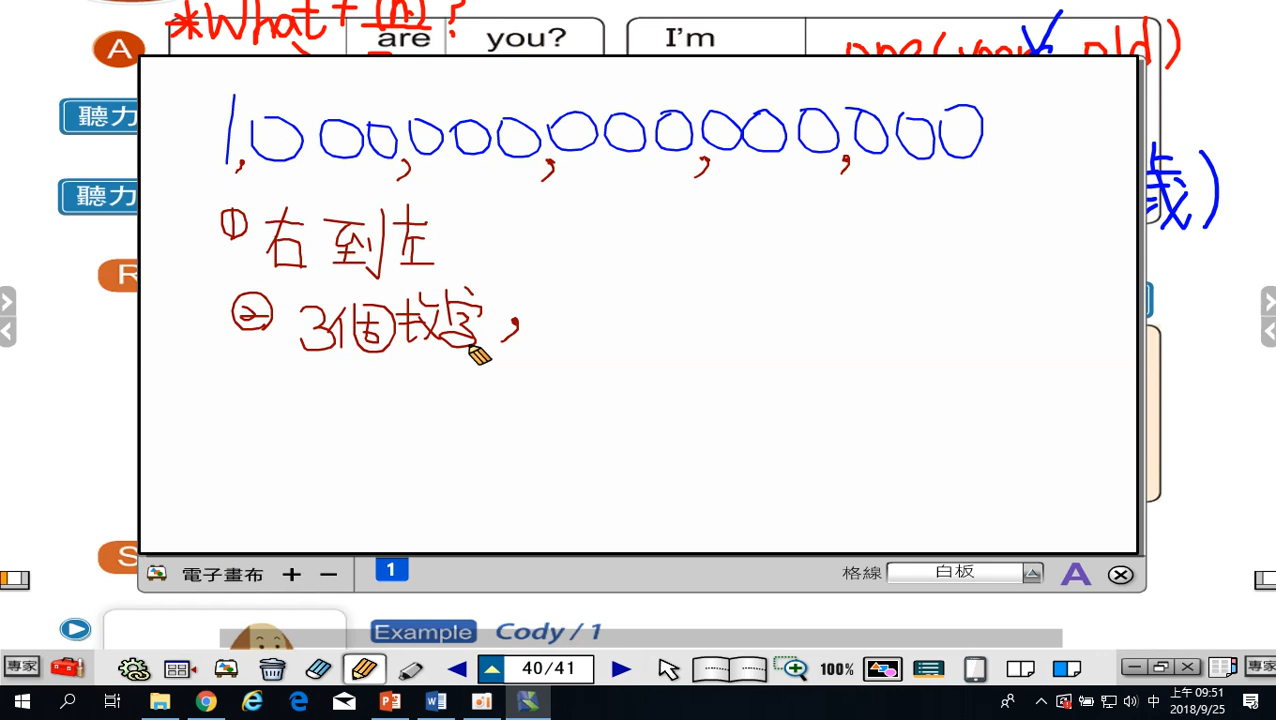 *What + (n) ?
A are you? I'm one (year old)
聽力
聽力
歲)
1,000,000,000,000,000
① 右到左
② 3個數字,
R
S
電子畫布 + − 1 格線 白板 A
Example Cody / 1
專家 40/41 100% 專家
中 上午 09:51
2018/9/25